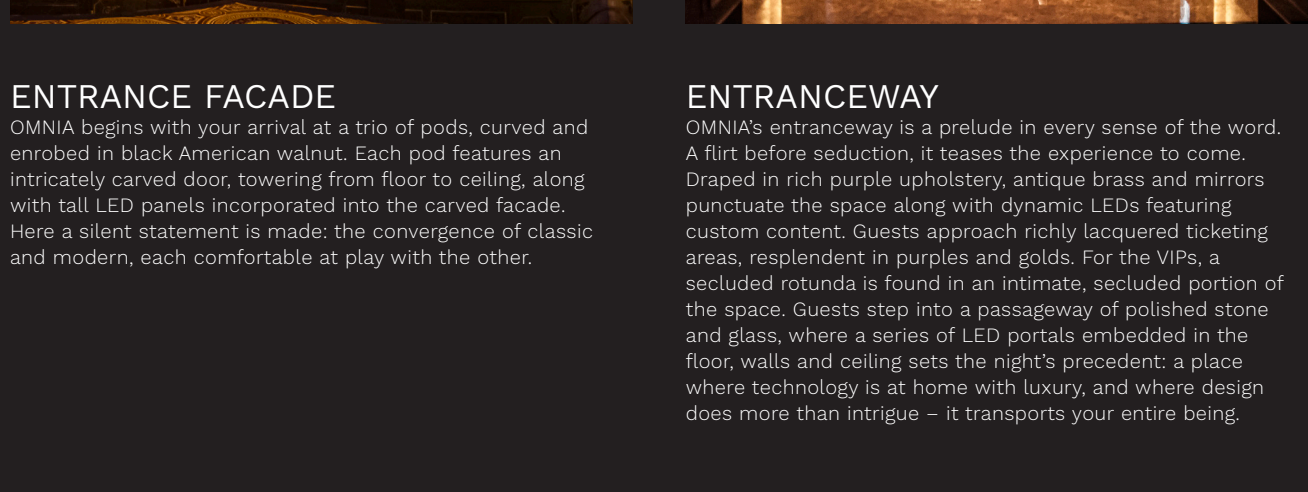 ENTRANCE FACADE
OMNIA begins with your arrival at a trio of pods, curved and
enrobed in black American walnut. Each pod features an
intricately carved door, towering from floor to ceiling, along
with tall LED panels incorporated into the carved facade.
Here a silent statement is made: the convergence of classic
and modern, each comfortable at play with the other.
ENTRANCEWAY
OMNIA’s entranceway is a prelude in every sense of the word.
A flirt before seduction, it teases the experience to come.
Draped in rich purple upholstery, antique brass and mirrors
punctuate the space along with dynamic LEDs featuring
custom content. Guests approach richly lacquered ticketing
areas, resplendent in purples and golds. For the VIPs, a
secluded rotunda is found in an intimate, secluded portion of
the space. Guests step into a passageway of polished stone
and glass, where a series of LED portals embedded in the
floor, walls and ceiling sets the night’s precedent: a place
where technology is at home with luxury, and where design
does more than intrigue – it transports your entire being.